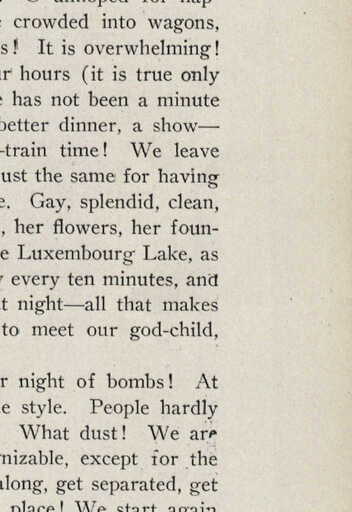 crowded into wagons,
s! It is overwhelming!
hours (it is true only
has not been a minute
better dinner, a show—
-train time! We leave
just the same for having
Gay, splendid, clean,
, her flowers, her foun-
Luxembourg Lake, as
every ten minutes, and
night—all that makes
to meet our god-child,
night of bombs! At
style. People hardly
What dust! We are
nizable, except for the
along, get separated, get
place! We start again